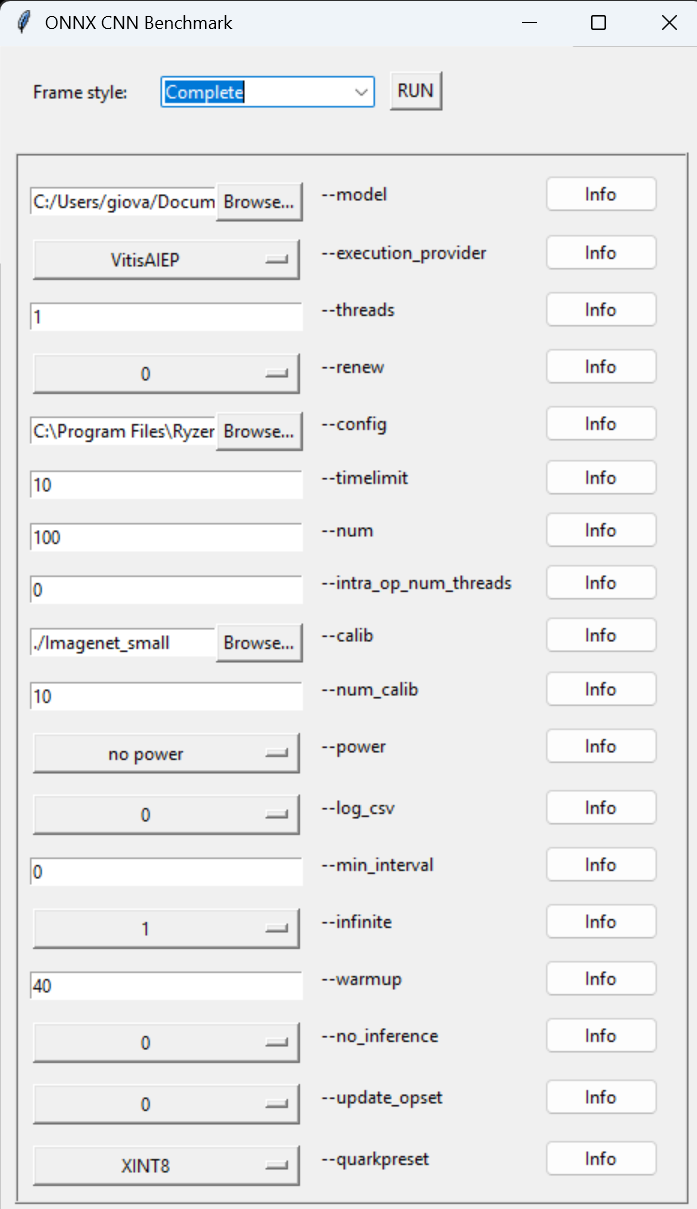 ONNX CNN Benchmark
Frame style: Complete RUN
C:/Users/giova/Docum Browse... --model Info
VitisAIEP --execution_provider Info
1 --threads Info
0 --renew Info
C:\Program Files\Ryzer Browse... --config Info
10 --timelimit Info
100 --num Info
0 --intra_op_num_threads Info
./Imagenet_small Browse... --calib Info
10 --num_calib Info
no power --power Info
0 --log_csv Info
0 --min_interval Info
1 --infinite Info
40 --warmup Info
0 --no_inference Info
0 --update_opset Info
XINT8 --quarkpreset Info